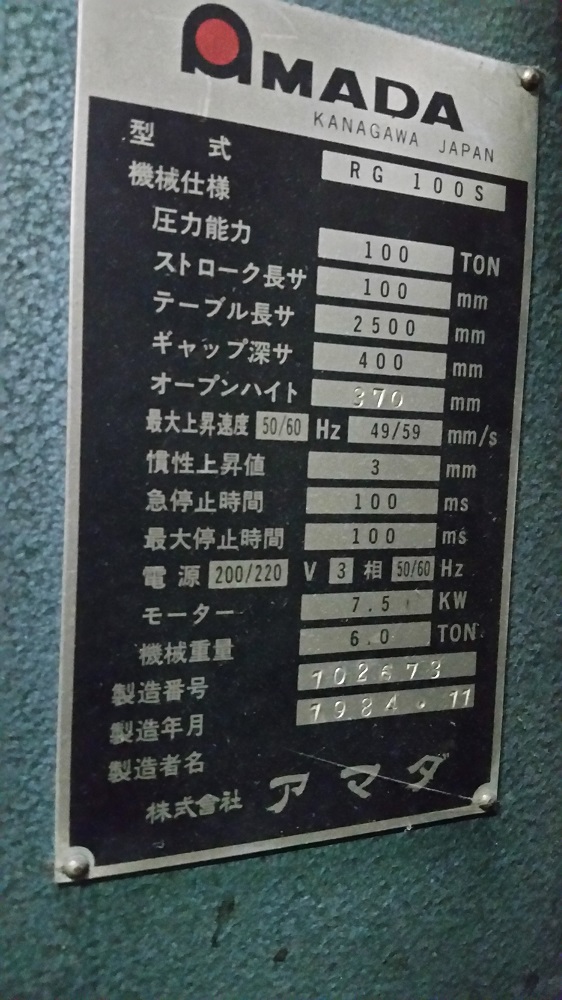 AMADA
KANAGAWA JAPAN
型式 RG 100S
機械仕様
圧力能力 100 TON
ストローク長サ 100 mm
テーブル長サ 2500 mm
ギャップ深サ 400 mm
オープンハイト 370 mm
最大上昇速度 50/60 Hz 49/59 mm/s
慣性上昇値 3 mm
急停止時間 100 ms
最大停止時間 100 ms
電源 200/220 V 3 相 50/60 Hz
モーター 7.5 KW
機械重量 6.0 TON
製造番号 102673
製造年月 1984.11
製造者名
株式會社 アマダ